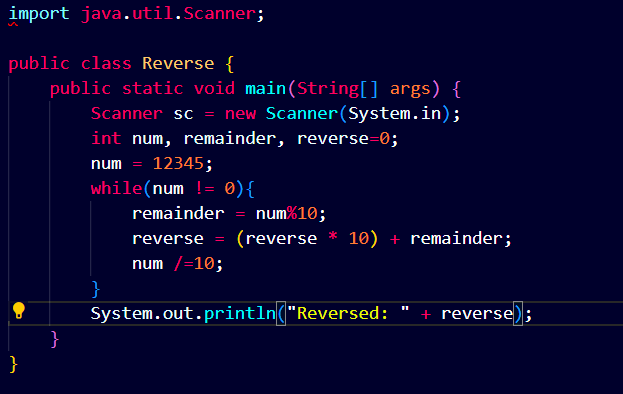 import java.util.Scanner;
public class Reverse {
public static void main(String[] args) {
Scanner sc = new Scanner(System.in);
int num, remainder, reverse=0;
num = 12345;
while(num != 0){
remainder = num%10;
reverse = (reverse * 10) + remainder;
num /=10;
}
System.out.println("Reversed: " + reverse);
}
}